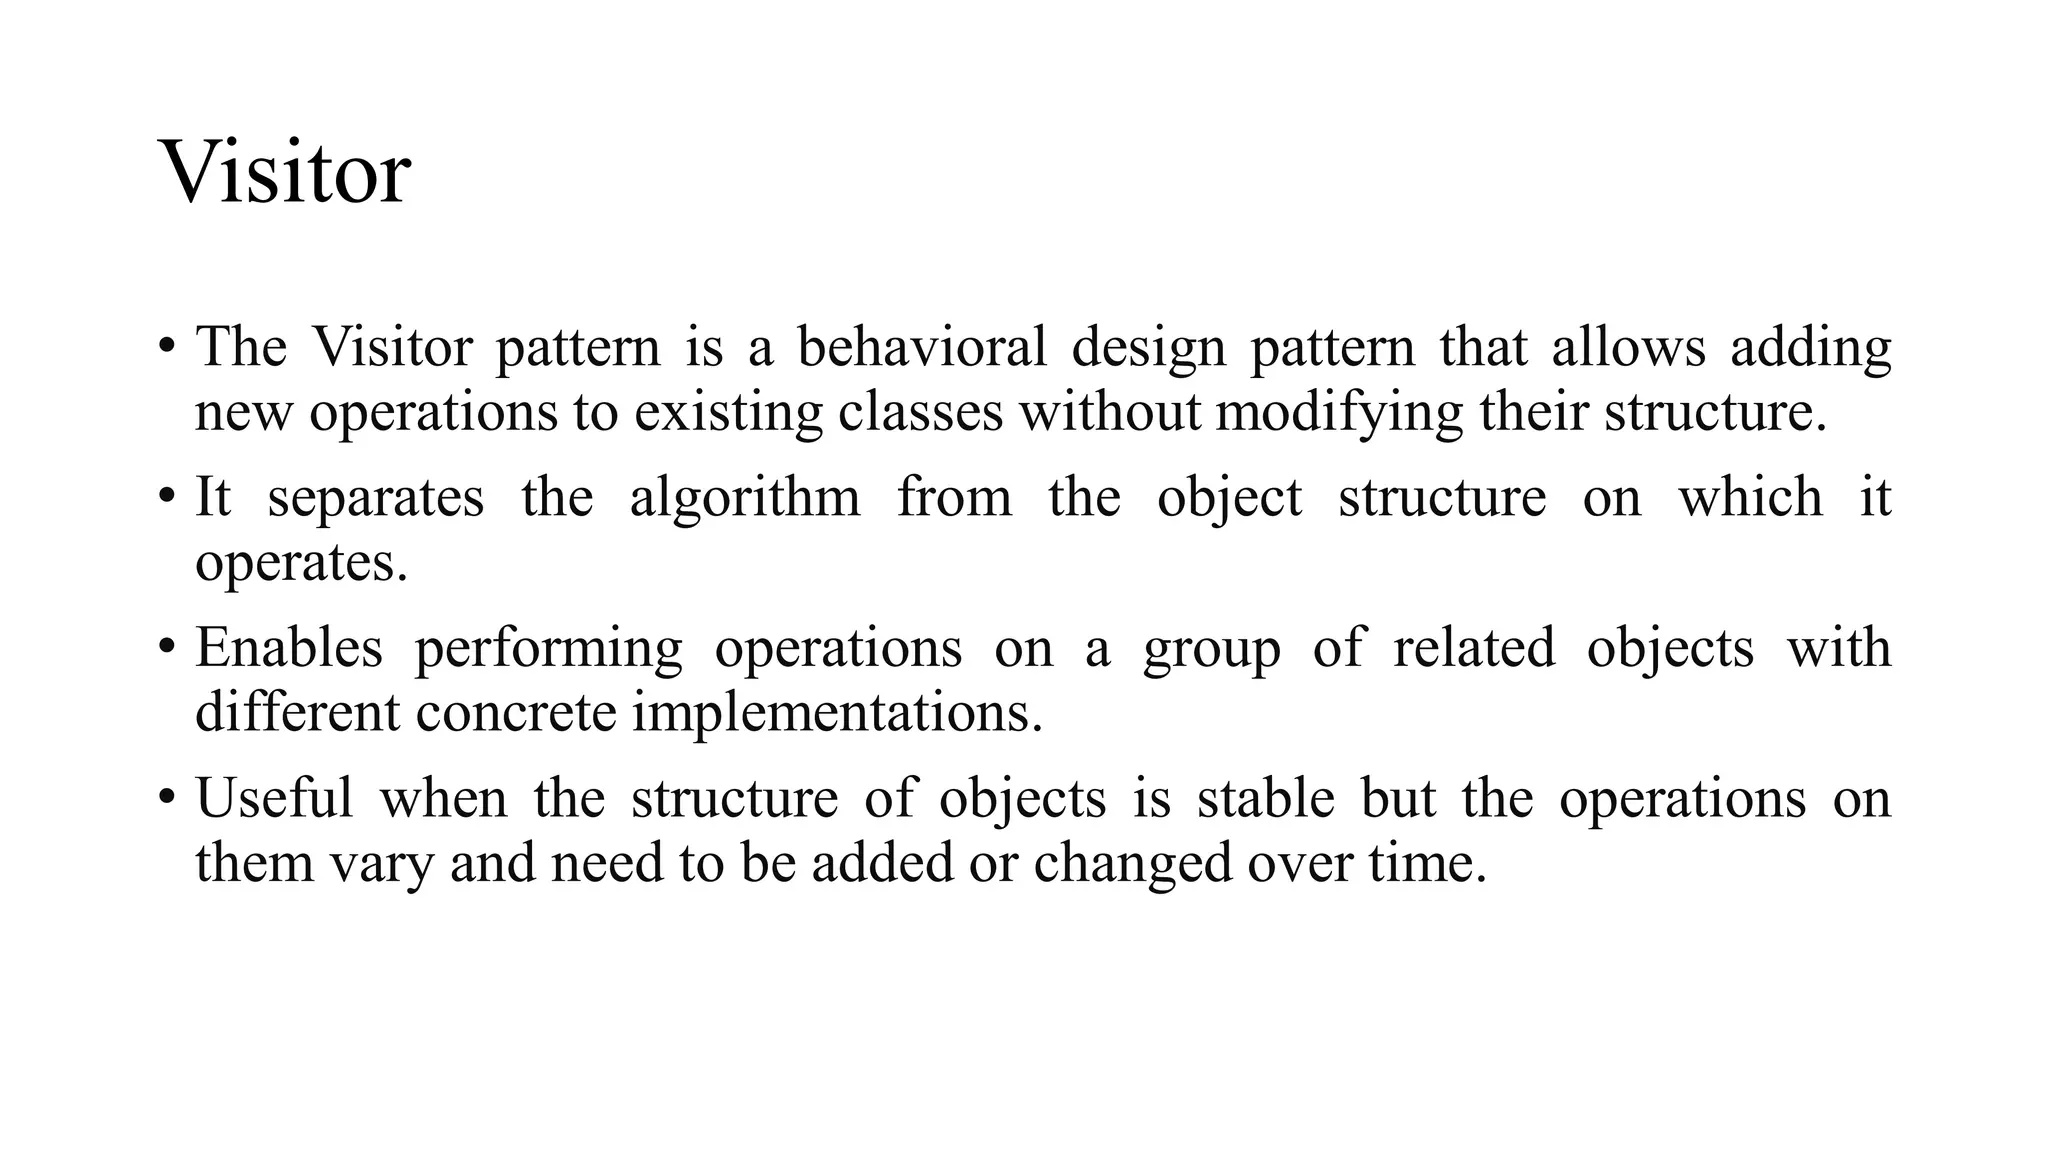 Visitor
• The Visitor pattern is a behavioral design pattern that allows adding
new operations to existing classes without modifying their structure.
• It separates the algorithm from the object structure on which it
operates.
• Enables performing operations on a group of related objects with
different concrete implementations.
• Useful when the structure of objects is stable but the operations on
them vary and need to be added or changed over time.